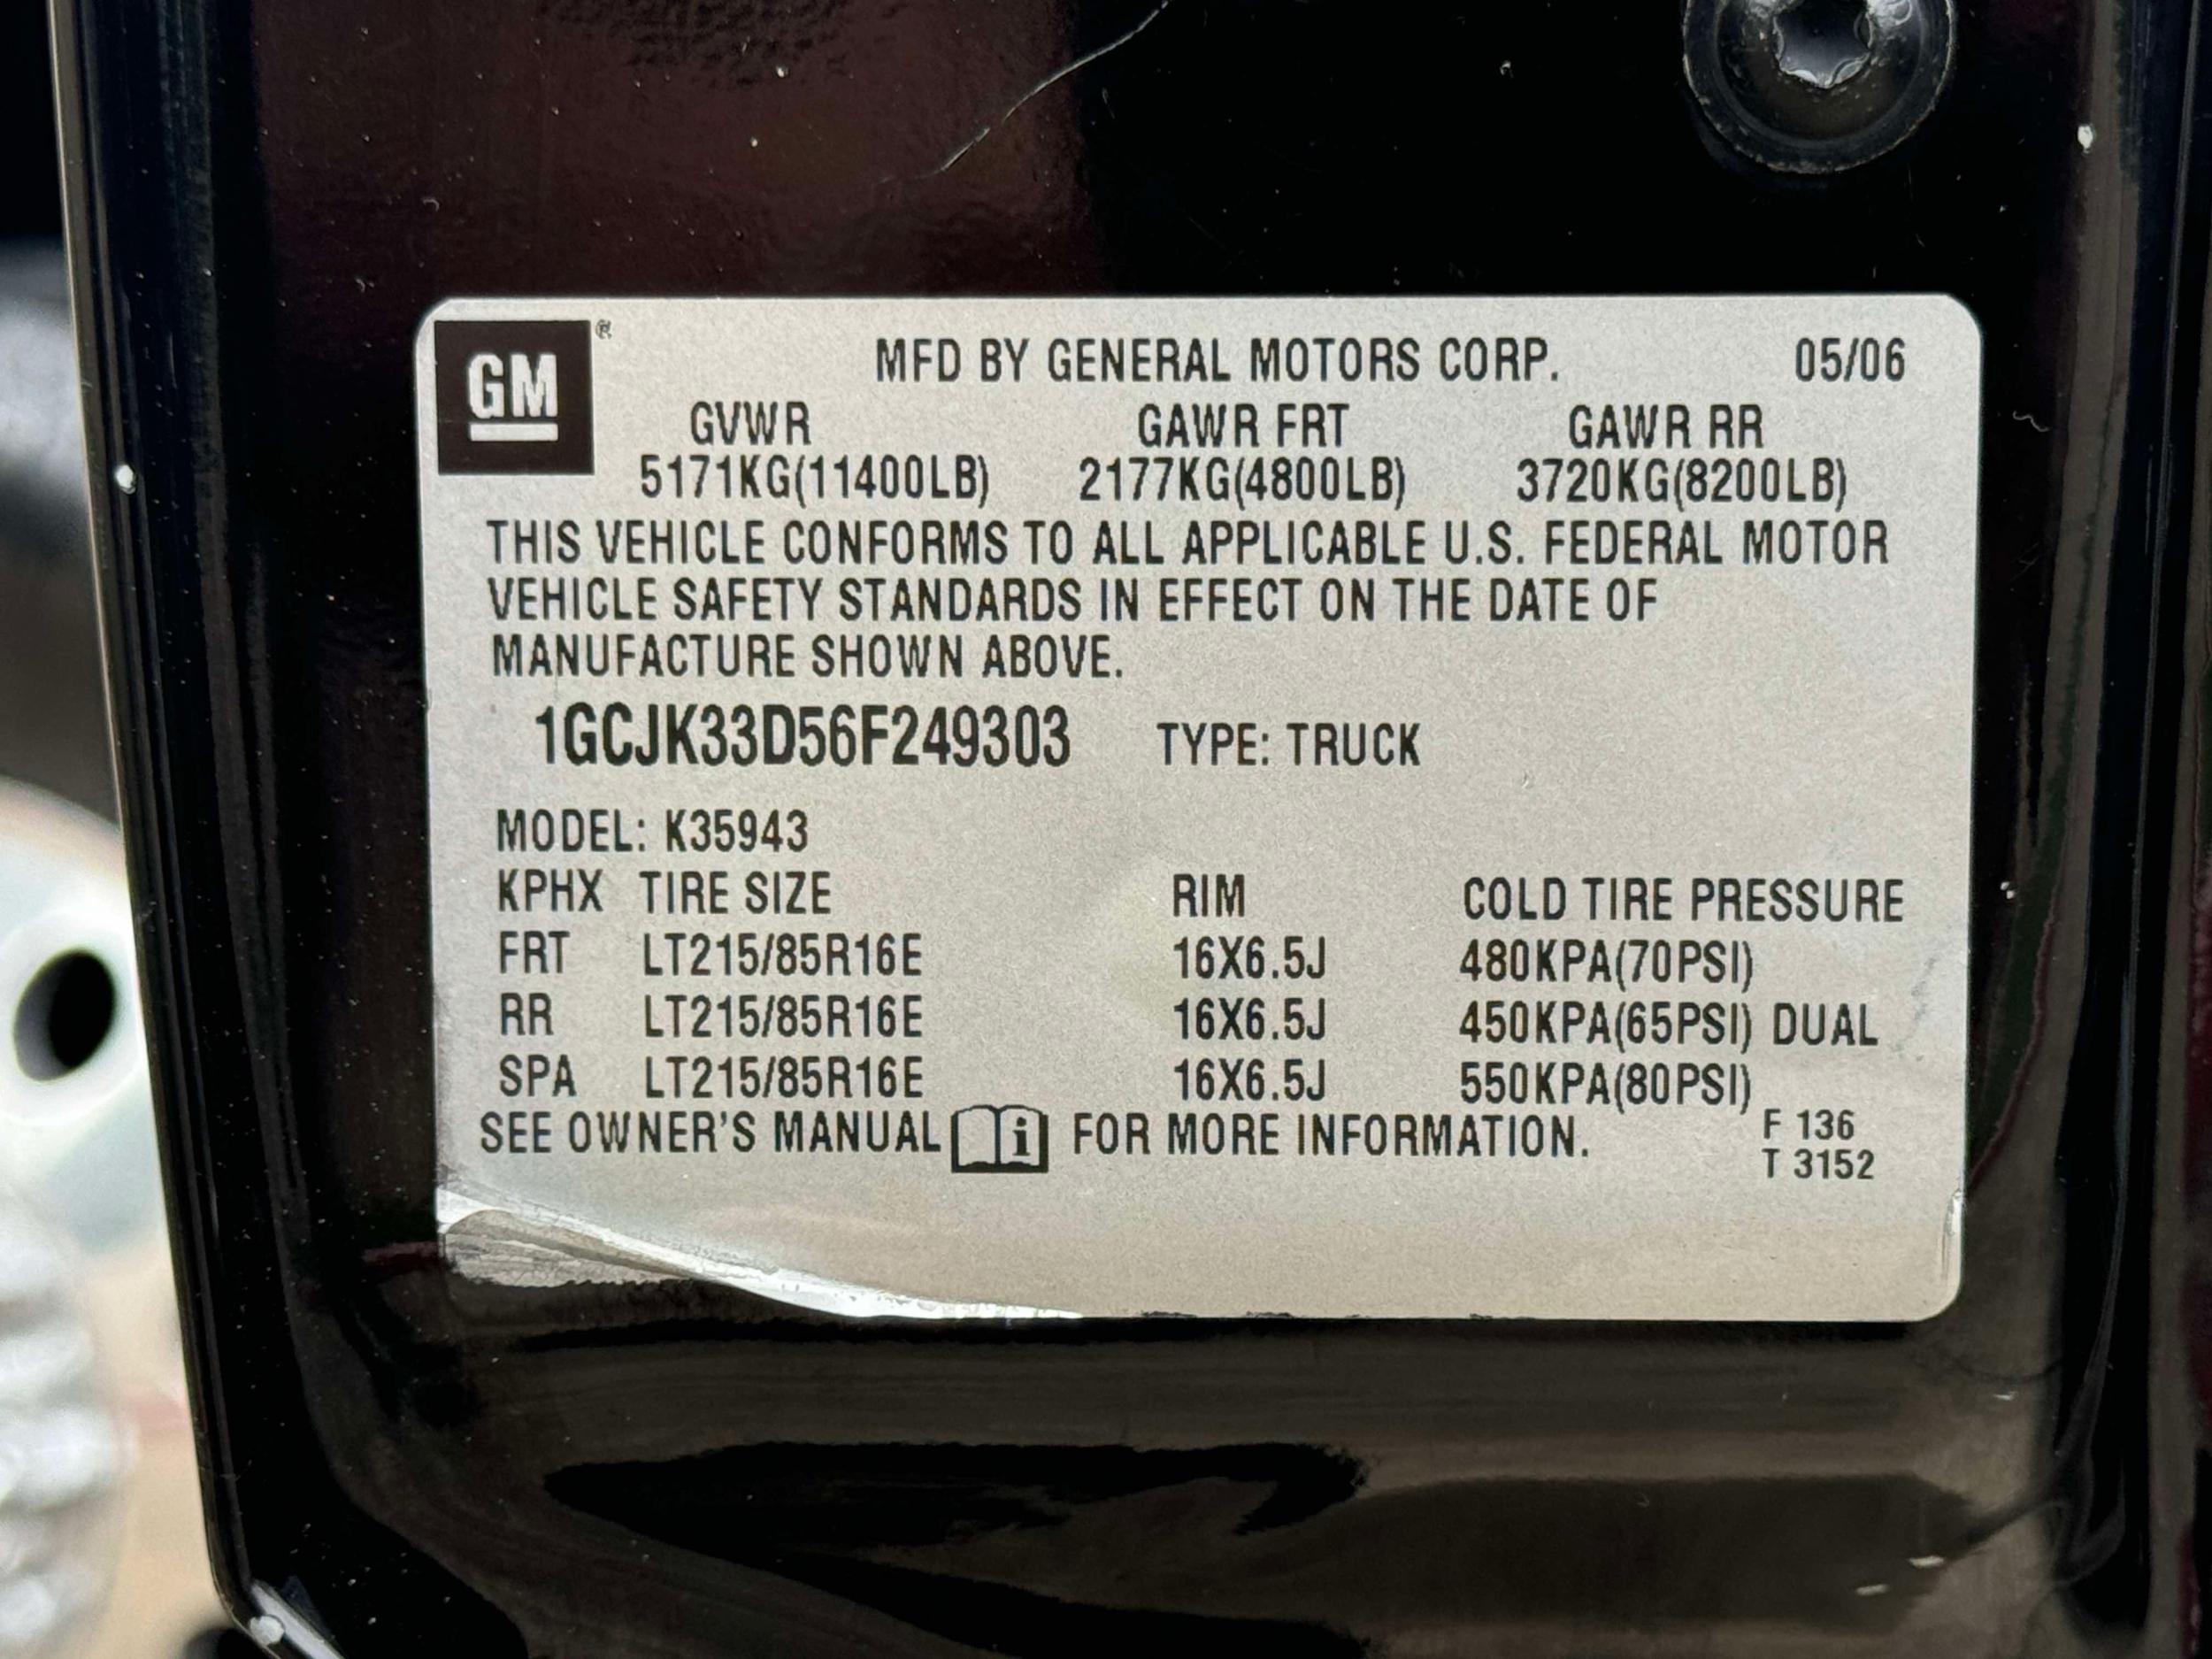 GM ®
MFD BY GENERAL MOTORS CORP. 05/06
GVWR GAWR FRT GAWR RR
5171KG(11400LB) 2177KG(4800LB) 3720KG(8200LB)
THIS VEHICLE CONFORMS TO ALL APPLICABLE U.S. FEDERAL MOTOR
VEHICLE SAFETY STANDARDS IN EFFECT ON THE DATE OF
MANUFACTURE SHOWN ABOVE.
1GCJK33D56F249303 TYPE: TRUCK
MODEL: K35943
KPHX TIRE SIZE RIM COLD TIRE PRESSURE
FRT LT215/85R16E 16X6.5J 480KPA(70PSI)
RR LT215/85R16E 16X6.5J 450KPA(65PSI) DUAL
SPA LT215/85R16E 16X6.5J 550KPA(80PSI)
SEE OWNER'S MANUAL i FOR MORE INFORMATION.
F 136
T 3152